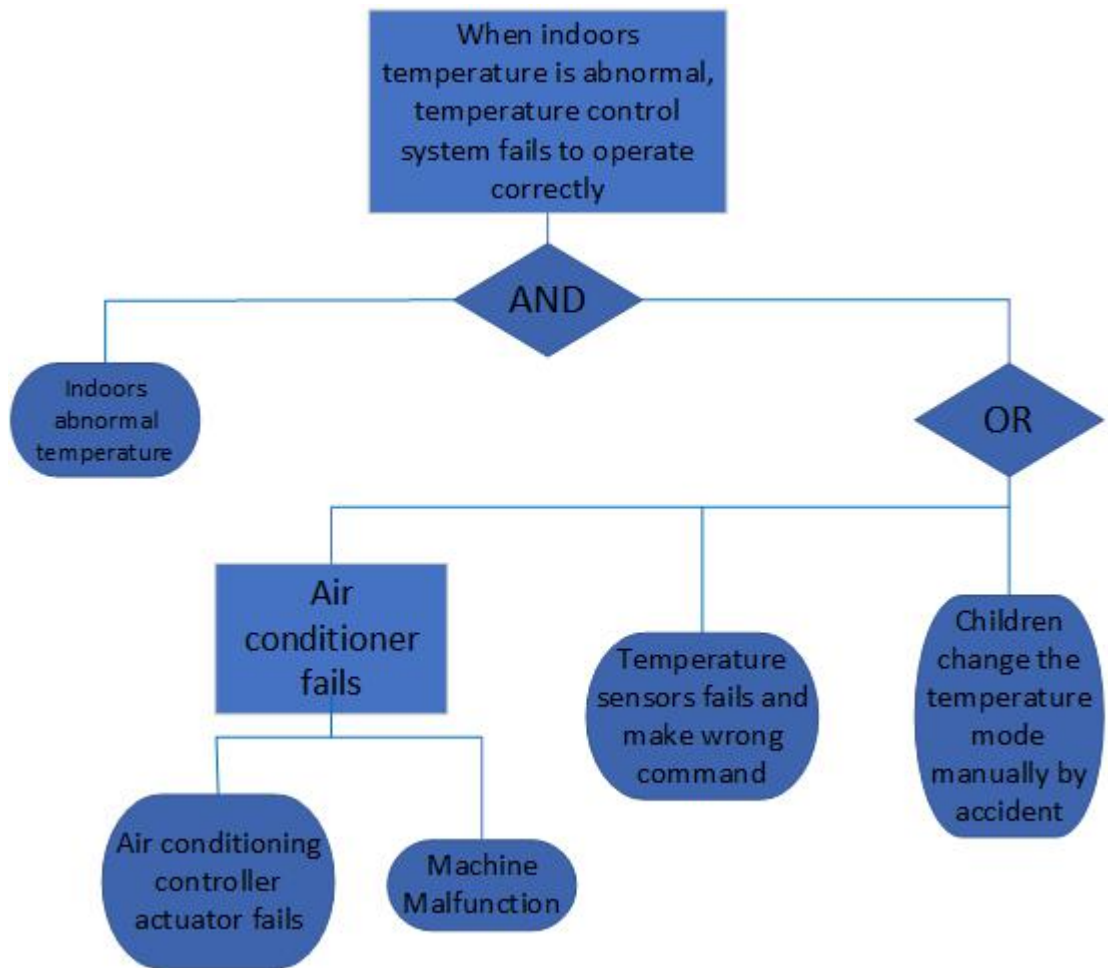 When indoors
temperature is abnormal,
temperature control
system fails to operate
correctly
AND
Indoors
abnormal
temperature
OR
Air
conditioner
fails
Temperature
sensors fails and
make wrong
command
Children
change the
temperature
mode
manually by
accident
Air conditioning
controller
actuator fails
Machine
Malfunction